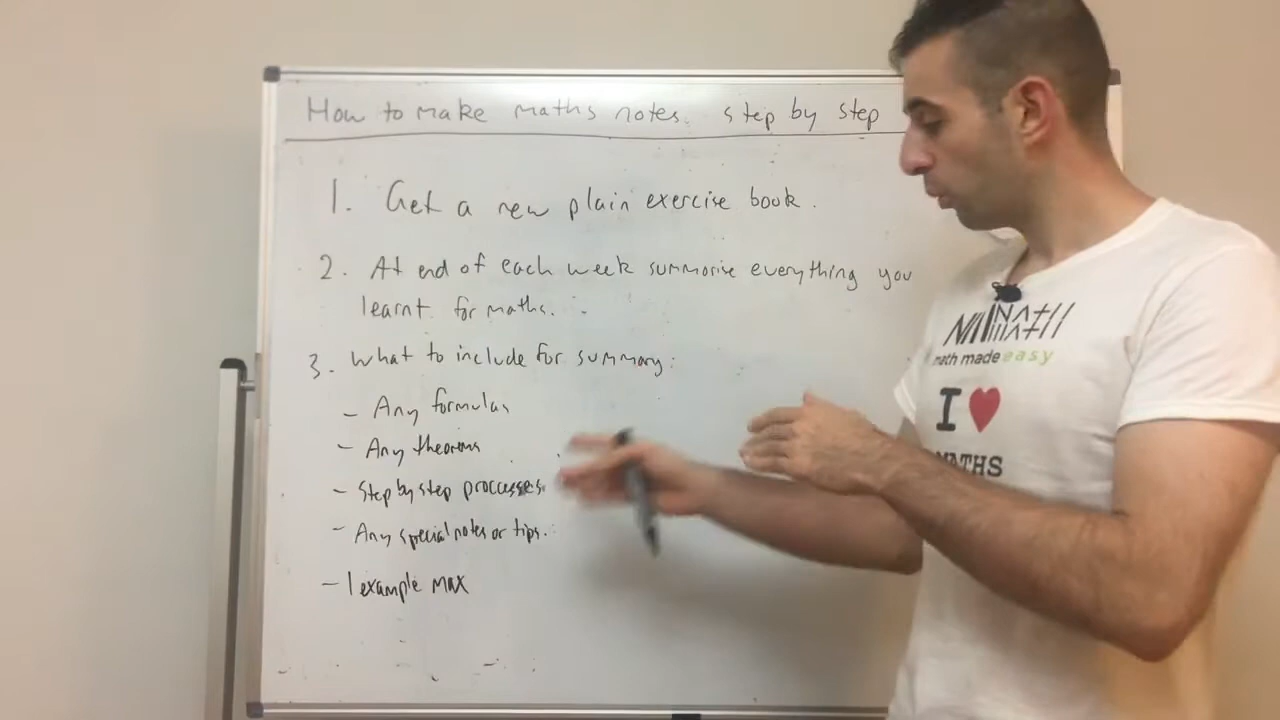 How to make maths notes. step by step
1. Get a new plain exercise book.
2. At end of each week summarise everything you
learnt for maths.
3. What to include for summary:
- Any formulas
- Any theorms
- Step by step proccesses.
- Any special notes or tips.
- 1 example max
math made easy
I ♥
MATHS